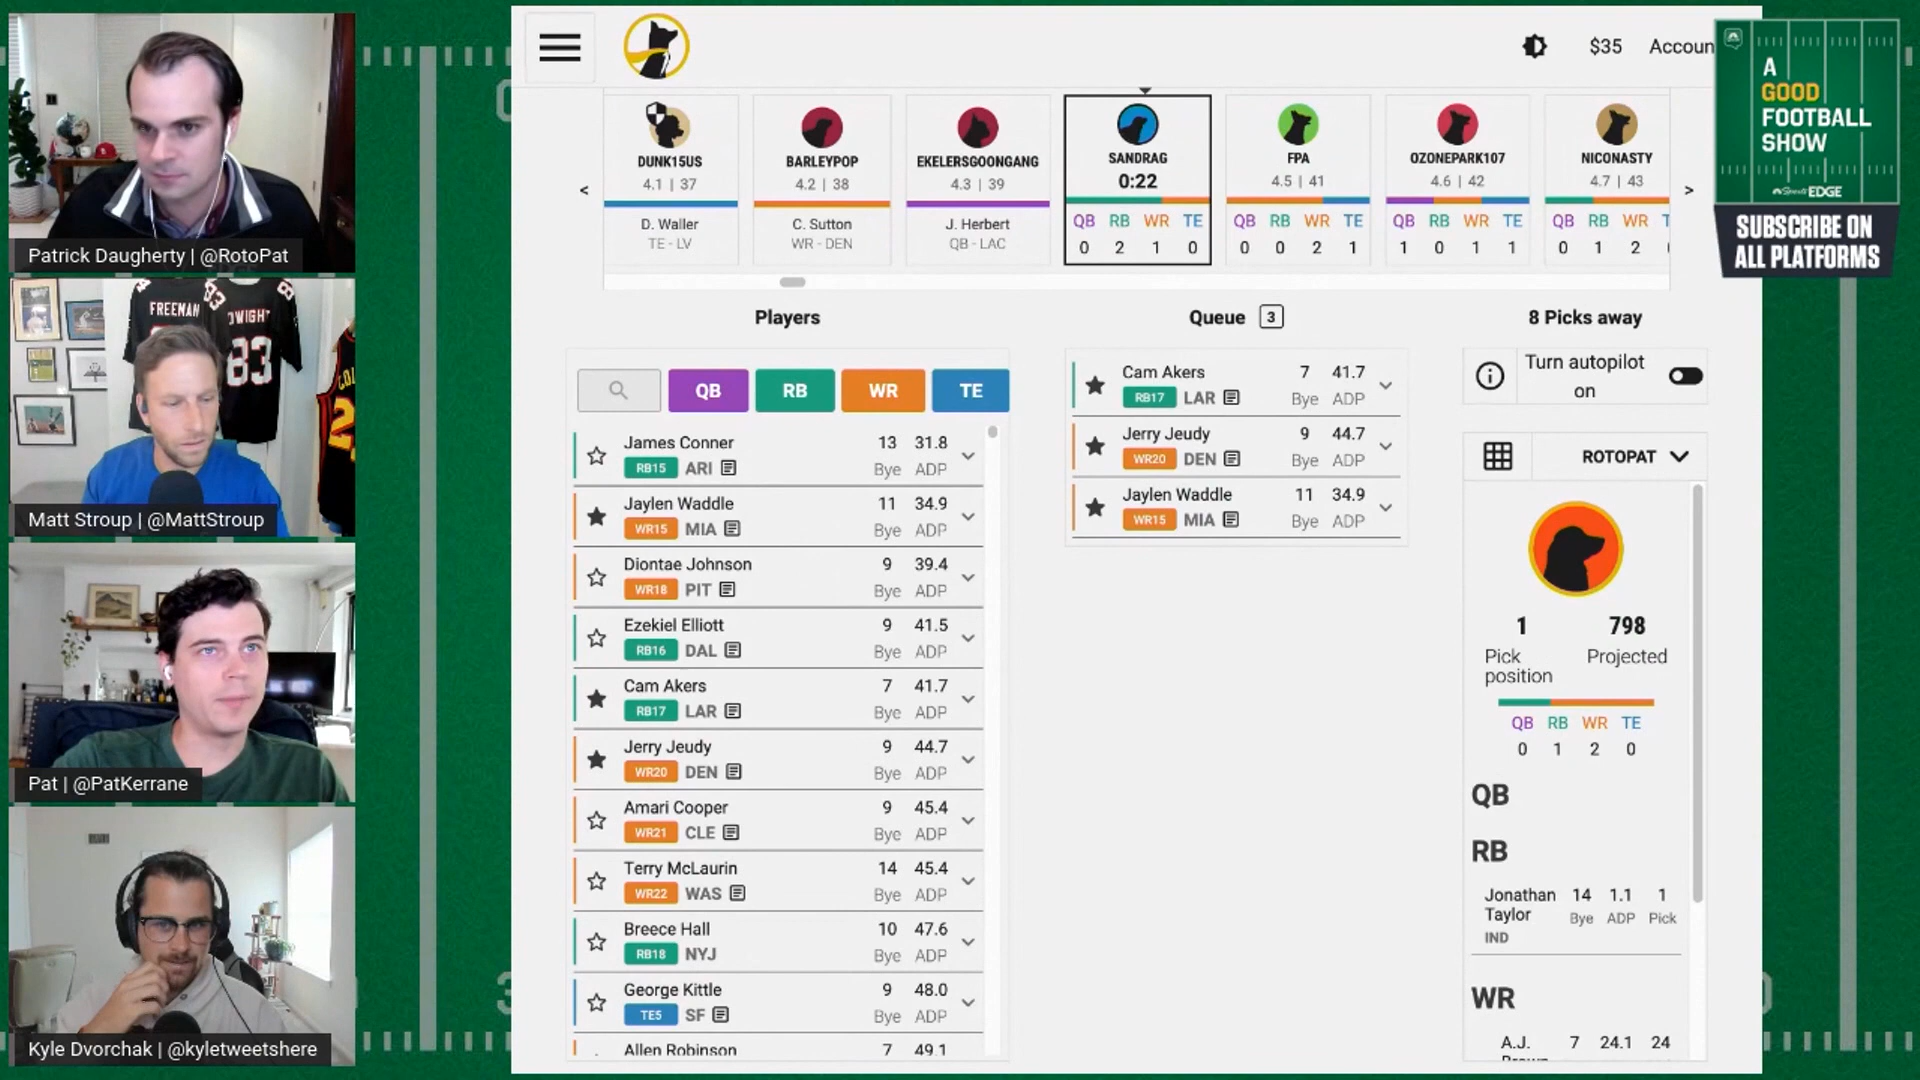 FREEMAN
DWIGHT
83
83
Patrick Daugherty | @RotoPat
Matt Stroup | @MattStroup
Pat | @PatKerrane
Kyle Dvorchak | @kyletweetshere
$35 Accoun
A
GOOD
FOOTBALL
SHOW
Sports EDGE
SUBSCRIBE ON
ALL PLATFORMS
<
DUNK15US
4.1 | 37
D. Waller
TE - LV
BARLEYPOP
4.2 | 38
C. Sutton
WR - DEN
EKELERSGOONGANG
4.3 | 39
J. Herbert
QB - LAC
SANDRAG
0:22
QB RB WR TE
0 2 1 0
FPA
4.5 | 41
QB RB WR TE
0 0 2 1
OZONEPARK107
4.6 | 42
QB RB WR TE
1 0 1 1
NICONASTY
4.7 | 43
QB RB WR
0 1 2
>
Players
QB RB WR TE
James Conner 13 31.8
RB15 ARI Bye ADP
Jaylen Waddle 11 34.9
WR15 MIA Bye ADP
Diontae Johnson 9 39.4
WR18 PIT Bye ADP
Ezekiel Elliott 9 41.5
RB16 DAL Bye ADP
Cam Akers 7 41.7
RB17 LAR Bye ADP
Jerry Jeudy 9 44.7
WR20 DEN Bye ADP
Amari Cooper 9 45.4
WR21 CLE Bye ADP
Terry McLaurin 14 45.4
WR22 WAS Bye ADP
Breece Hall 10 47.6
RB18 NYJ Bye ADP
George Kittle 9 48.0
TE5 SF Bye ADP
Allen Robinson 7 49.1
Queue 3
Cam Akers 7 41.7
RB17 LAR Bye ADP
Jerry Jeudy 9 44.7
WR20 DEN Bye ADP
Jaylen Waddle 11 34.9
WR15 MIA Bye ADP
8 Picks away
Turn autopilot
on
ROTOPAT
1 798
Pick Projected
position
QB RB WR TE
0 1 2 0
QB
RB
Jonathan 14 1.1 1
Taylor Bye ADP Pick
IND
WR
A.J. 7 24.1 24
Brown